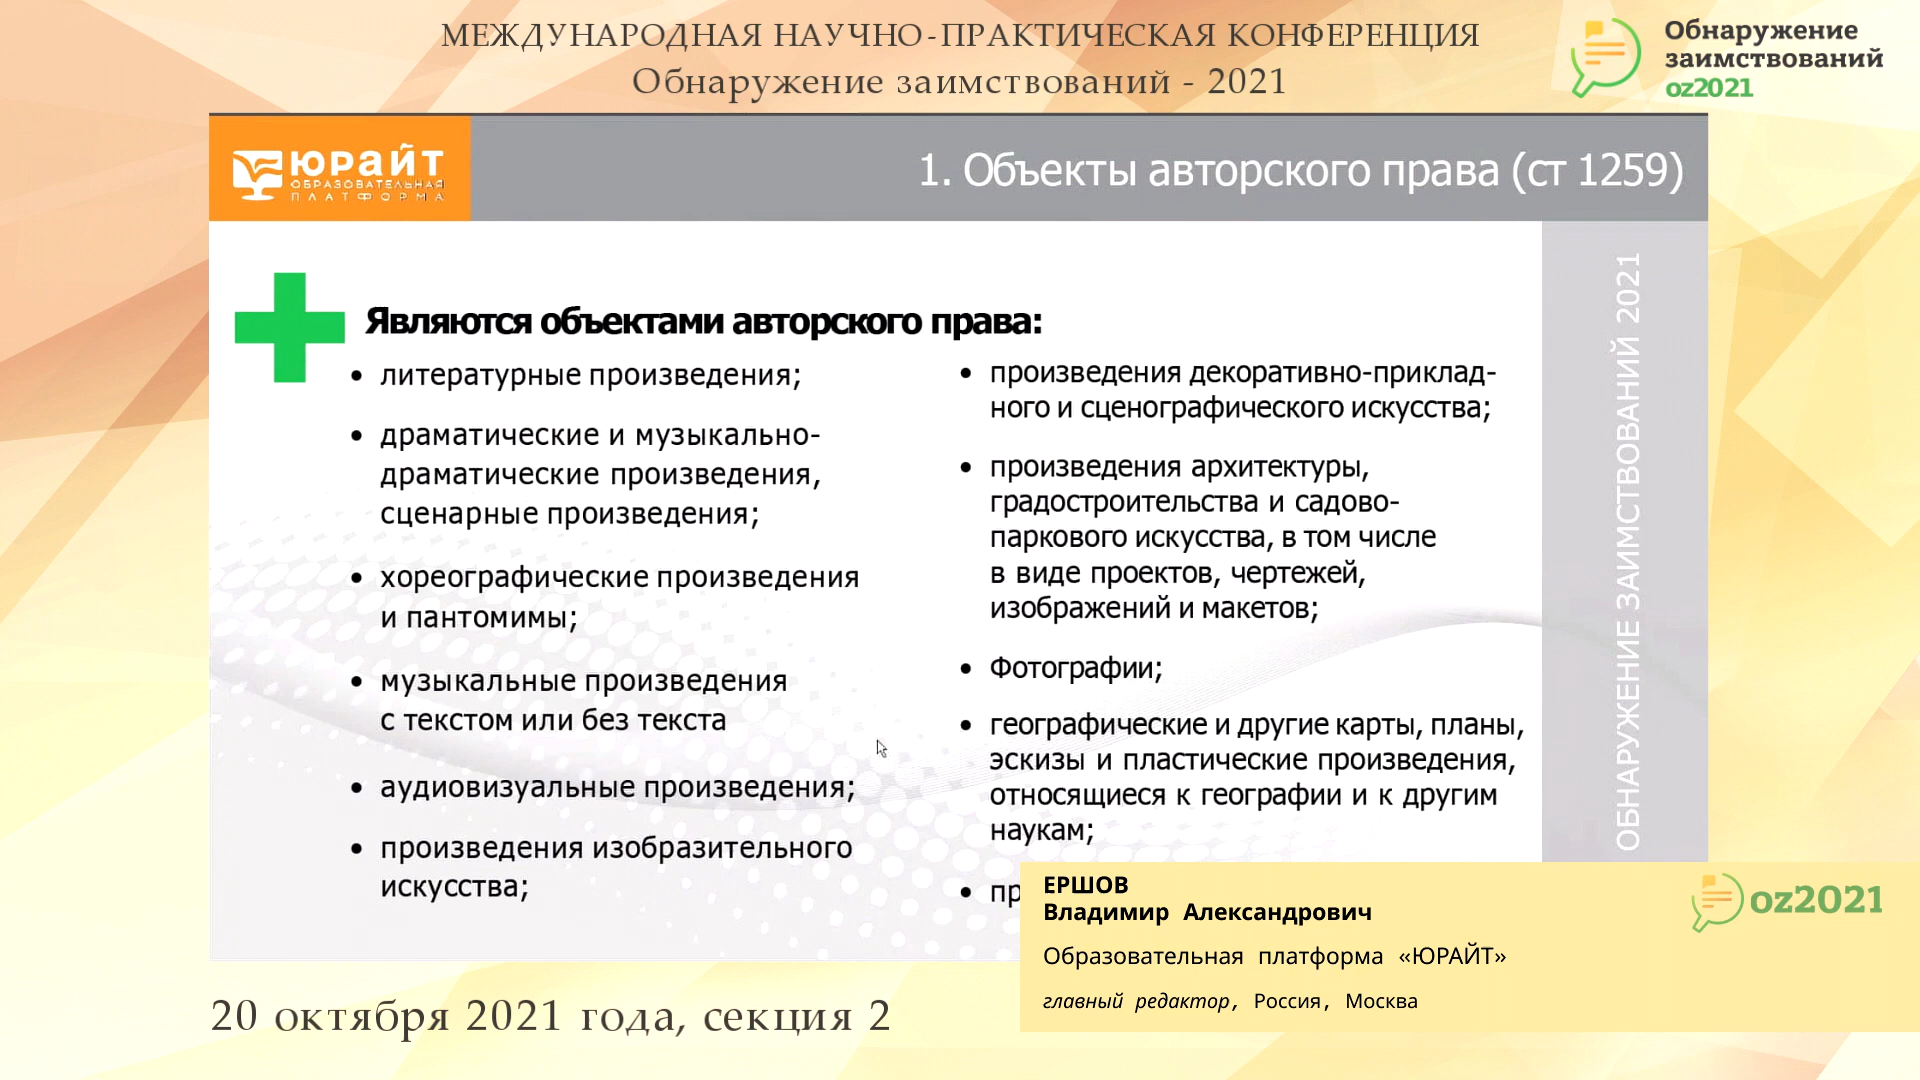 МЕЖДУНАРОДНАЯ НАУЧНО-ПРАКТИЧЕСКАЯ КОНФЕРЕНЦИЯ
Обнаружение заимствований - 2021
Обнаружение
заимствований
oz2021
ЮРАЙТ
ОБРАЗОВАТЕЛЬНАЯ
ПЛАТФОРМА
1. Объекты авторского права (ст 1259)
Являются объектами авторского права:
• литературные произведения;
• драматические и музыкально-
драматические произведения,
сценарные произведения;
• хореографические произведения
и пантомимы;
• музыкальные произведения
с текстом или без текста
• аудиовизуальные произведения;
• произведения изобразительного
искусства;
• произведения декоративно-приклад-
ного и сценографического искусства;
• произведения архитектуры,
градостроительства и садово-
паркового искусства, в том числе
в виде проектов, чертежей,
изображений и макетов;
• Фотографии;
• географические и другие карты, планы,
эскизы и пластические произведения,
относящиеся к географии и к другим
наукам;
ОБНАРУЖЕНИЕ ЗАИМСТВОВАНИЙ 2021
ЕРШОВ
Владимир Александрович
Образовательная платформа «ЮРАЙТ»
главный редактор, Россия, Москва
oz2021
20 октября 2021 года, секция 2